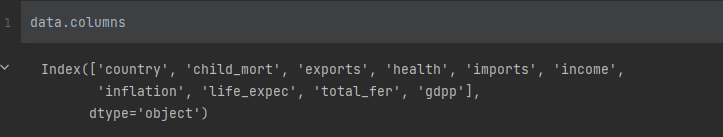 1 data.columns
Index(['country', 'child_mort', 'exports', 'health', 'imports', 'income',
'inflation', 'life_expec', 'total_fer', 'gdpp'],
dtype='object')